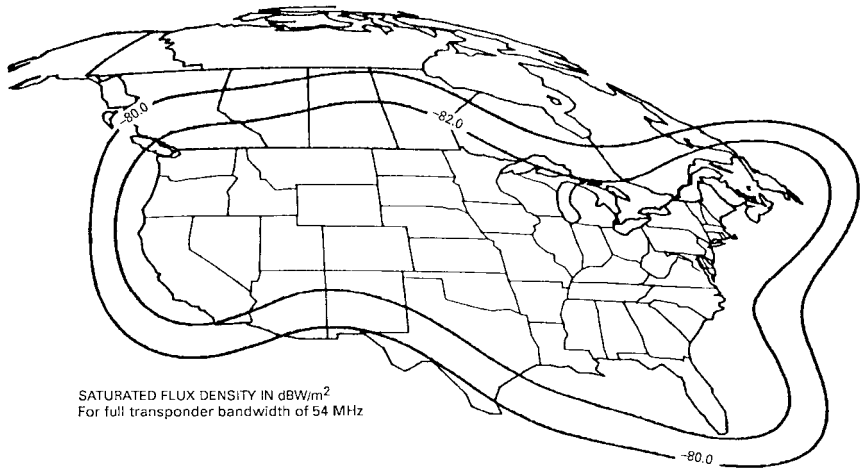 -80.0
-82.0
SATURATED FLUX DENSITY IN dBW/m²
For full transponder bandwidth of 54 MHz
-80.0